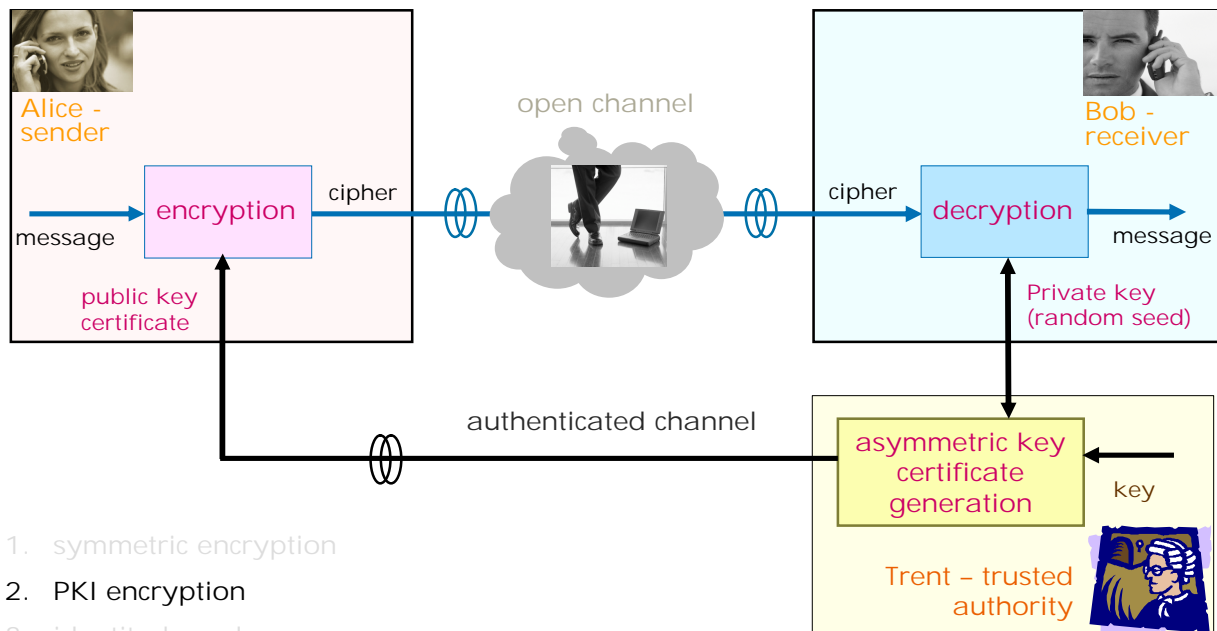 Alice -
sender
open channel
Bob -
receiver
message
encryption
cipher
cipher
decryption
message
public key
certificate
Private key
(random seed)
authenticated channel
asymmetric key
certificate
generation
key
1. symmetric encryption
2. PKI encryption
Trent – trusted
authority